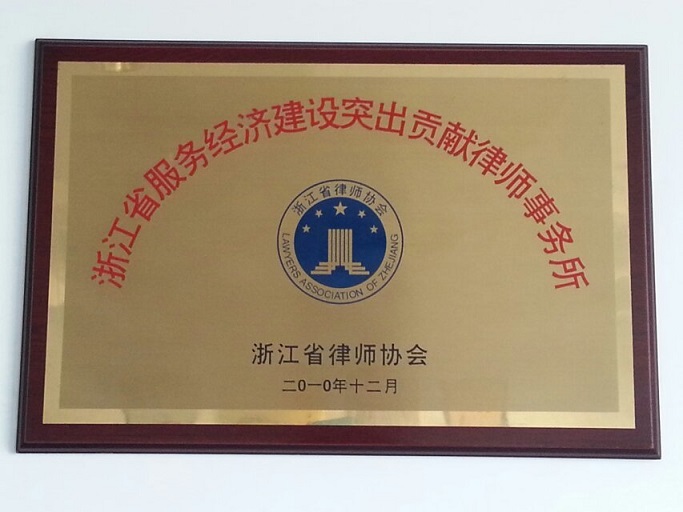 浙江省服务经济建设突出贡献律师事务所
浙江省律师协会
LAWYERS ASSOCIATION OF ZHEJIANG
浙江省律师协会
二0一0年十二月